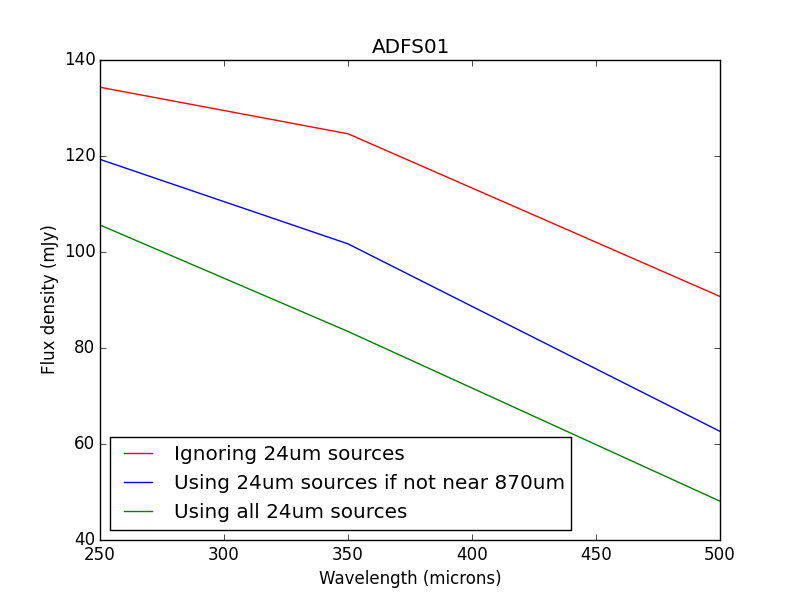 ADFS01
140
120
100
80
60
40
Flux density (mJy)
Ignoring 24um sources
Using 24um sources if not near 870um
Using all 24um sources
250 300 350 400 450 500
Wavelength (microns)